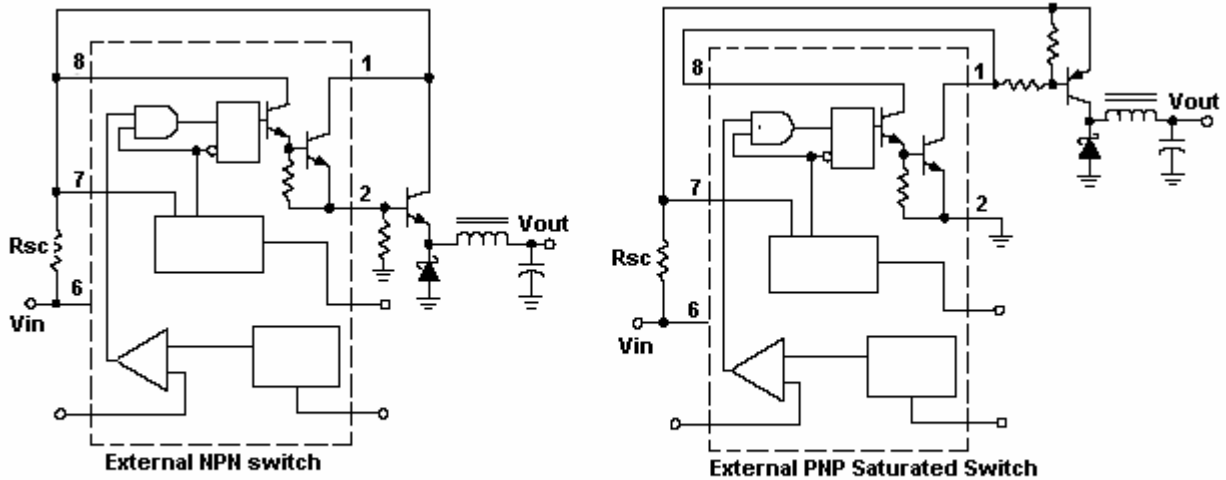 8
1
7
2
Rsc
6
Vin
Vout
External NPN switch
8
1
7
2
Rsc
6
Vin
Vout
External PNP Saturated Switch